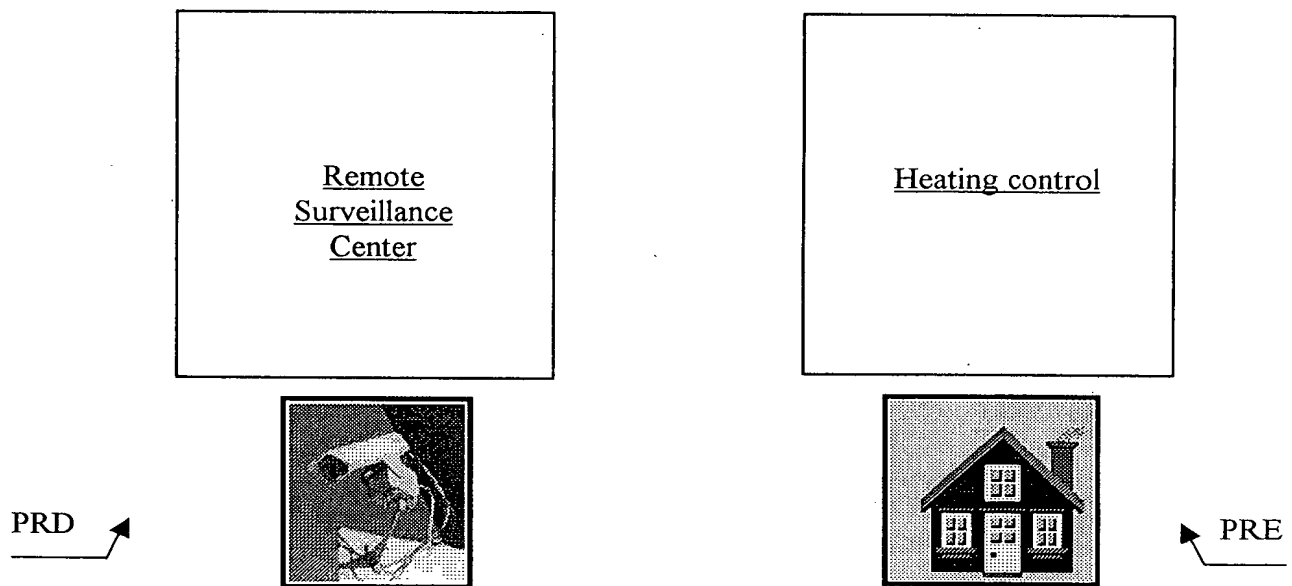 Remote
Surveillance
Center
Heating control
PRD
PRE